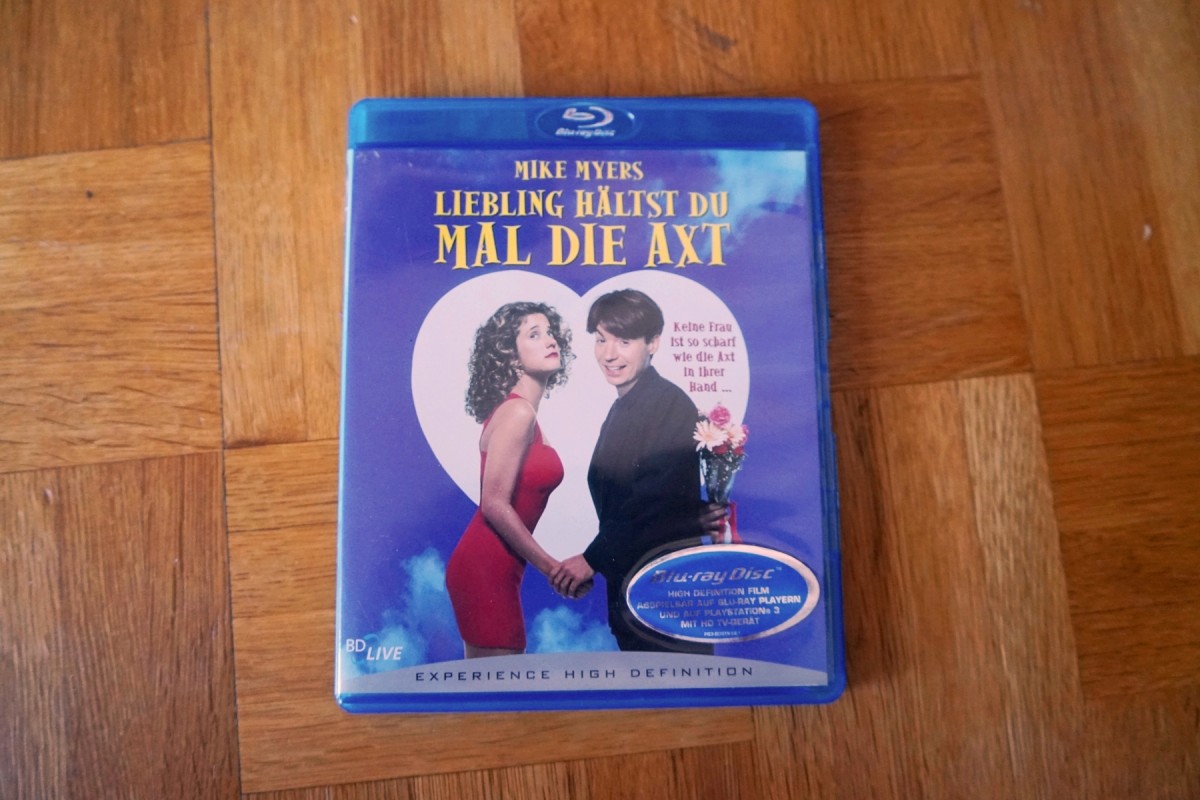 Blu-ray Disc
MIKE MYERS
LIEBLING HÄLTST DU
MAL DIE AXT
Keine Frau
ist so scharf
wie die Axt
in ihrer
Hand ...
Blu-ray Disc™
HIGH DEFINITION FILM
ABSPIELBAR AUF BLU-RAY PLAYERN
UND AUF PLAYSTATION® 3
MIT HD TV-GERÄT
BD LIVE
EXPERIENCE HIGH DEFINITION